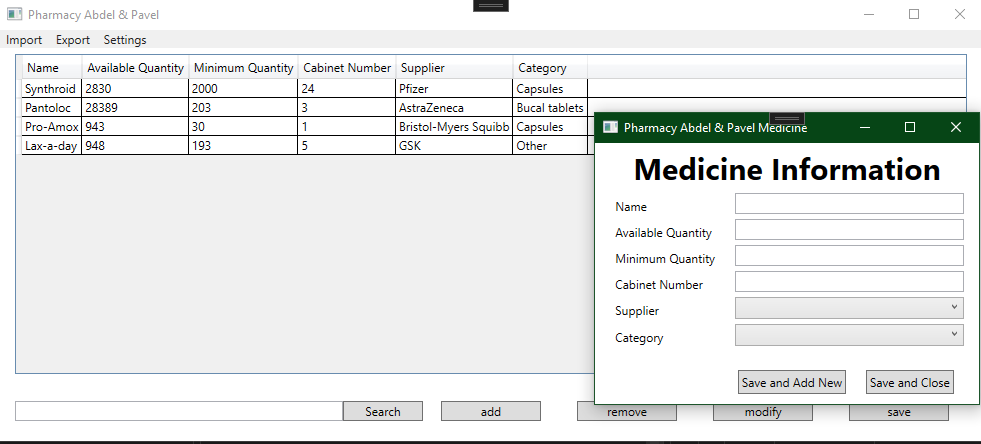 Pharmacy Abdel & Pavel
Import Export Settings
Name Available Quantity Minimum Quantity Cabinet Number Supplier Category
Synthroid 2830 2000 24 Pfizer Capsules
Pantoloc 28389 203 3 AstraZeneca Bucal tablets
Pro-Amox 943 30 1 Bristol-Myers Squibb Capsules
Lax-a-day 948 193 5 GSK Other
Pharmacy Abdel & Pavel Medicine
Medicine Information
Name
Available Quantity
Minimum Quantity
Cabinet Number
Supplier
Category
Save and Add New Save and Close
Search add remove modify save